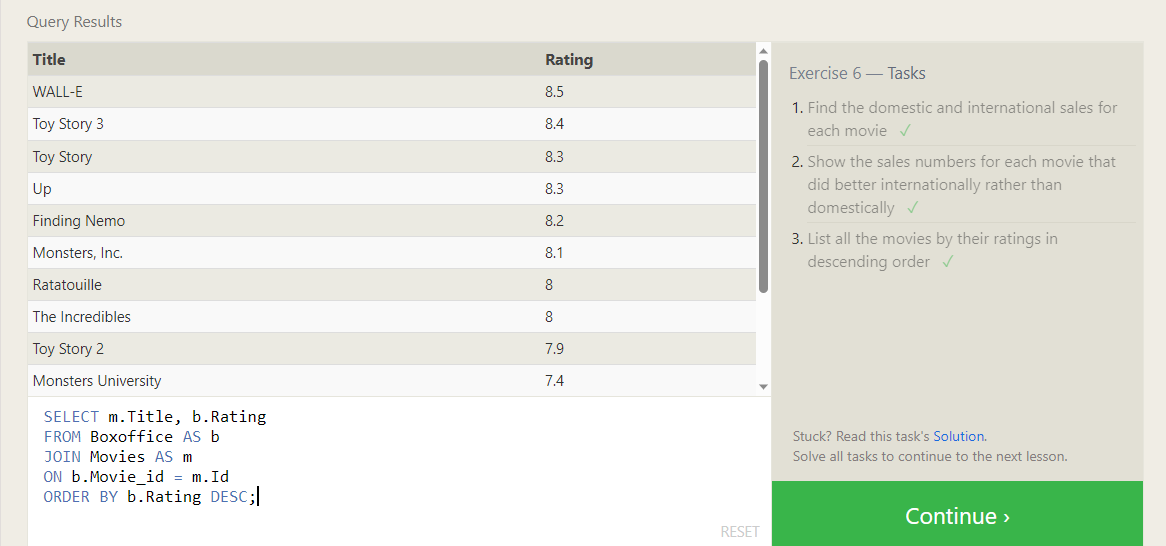 Query Results
Title Rating
WALL-E 8.5
Toy Story 3 8.4
Toy Story 8.3
Up 8.3
Finding Nemo 8.2
Monsters, Inc. 8.1
Ratatouille 8
The Incredibles 8
Toy Story 2 7.9
Monsters University 7.4
SELECT m.Title, b.Rating
FROM Boxoffice AS b
JOIN Movies AS m
ON b.Movie_id = m.Id
ORDER BY b.Rating DESC;
RESET
Exercise 6 — Tasks
1. Find the domestic and international sales for
each movie ✓
2. Show the sales numbers for each movie that
did better internationally rather than
domestically ✓
3. List all the movies by their ratings in
descending order ✓
Stuck? Read this task's Solution.
Solve all tasks to continue to the next lesson.
Continue ›